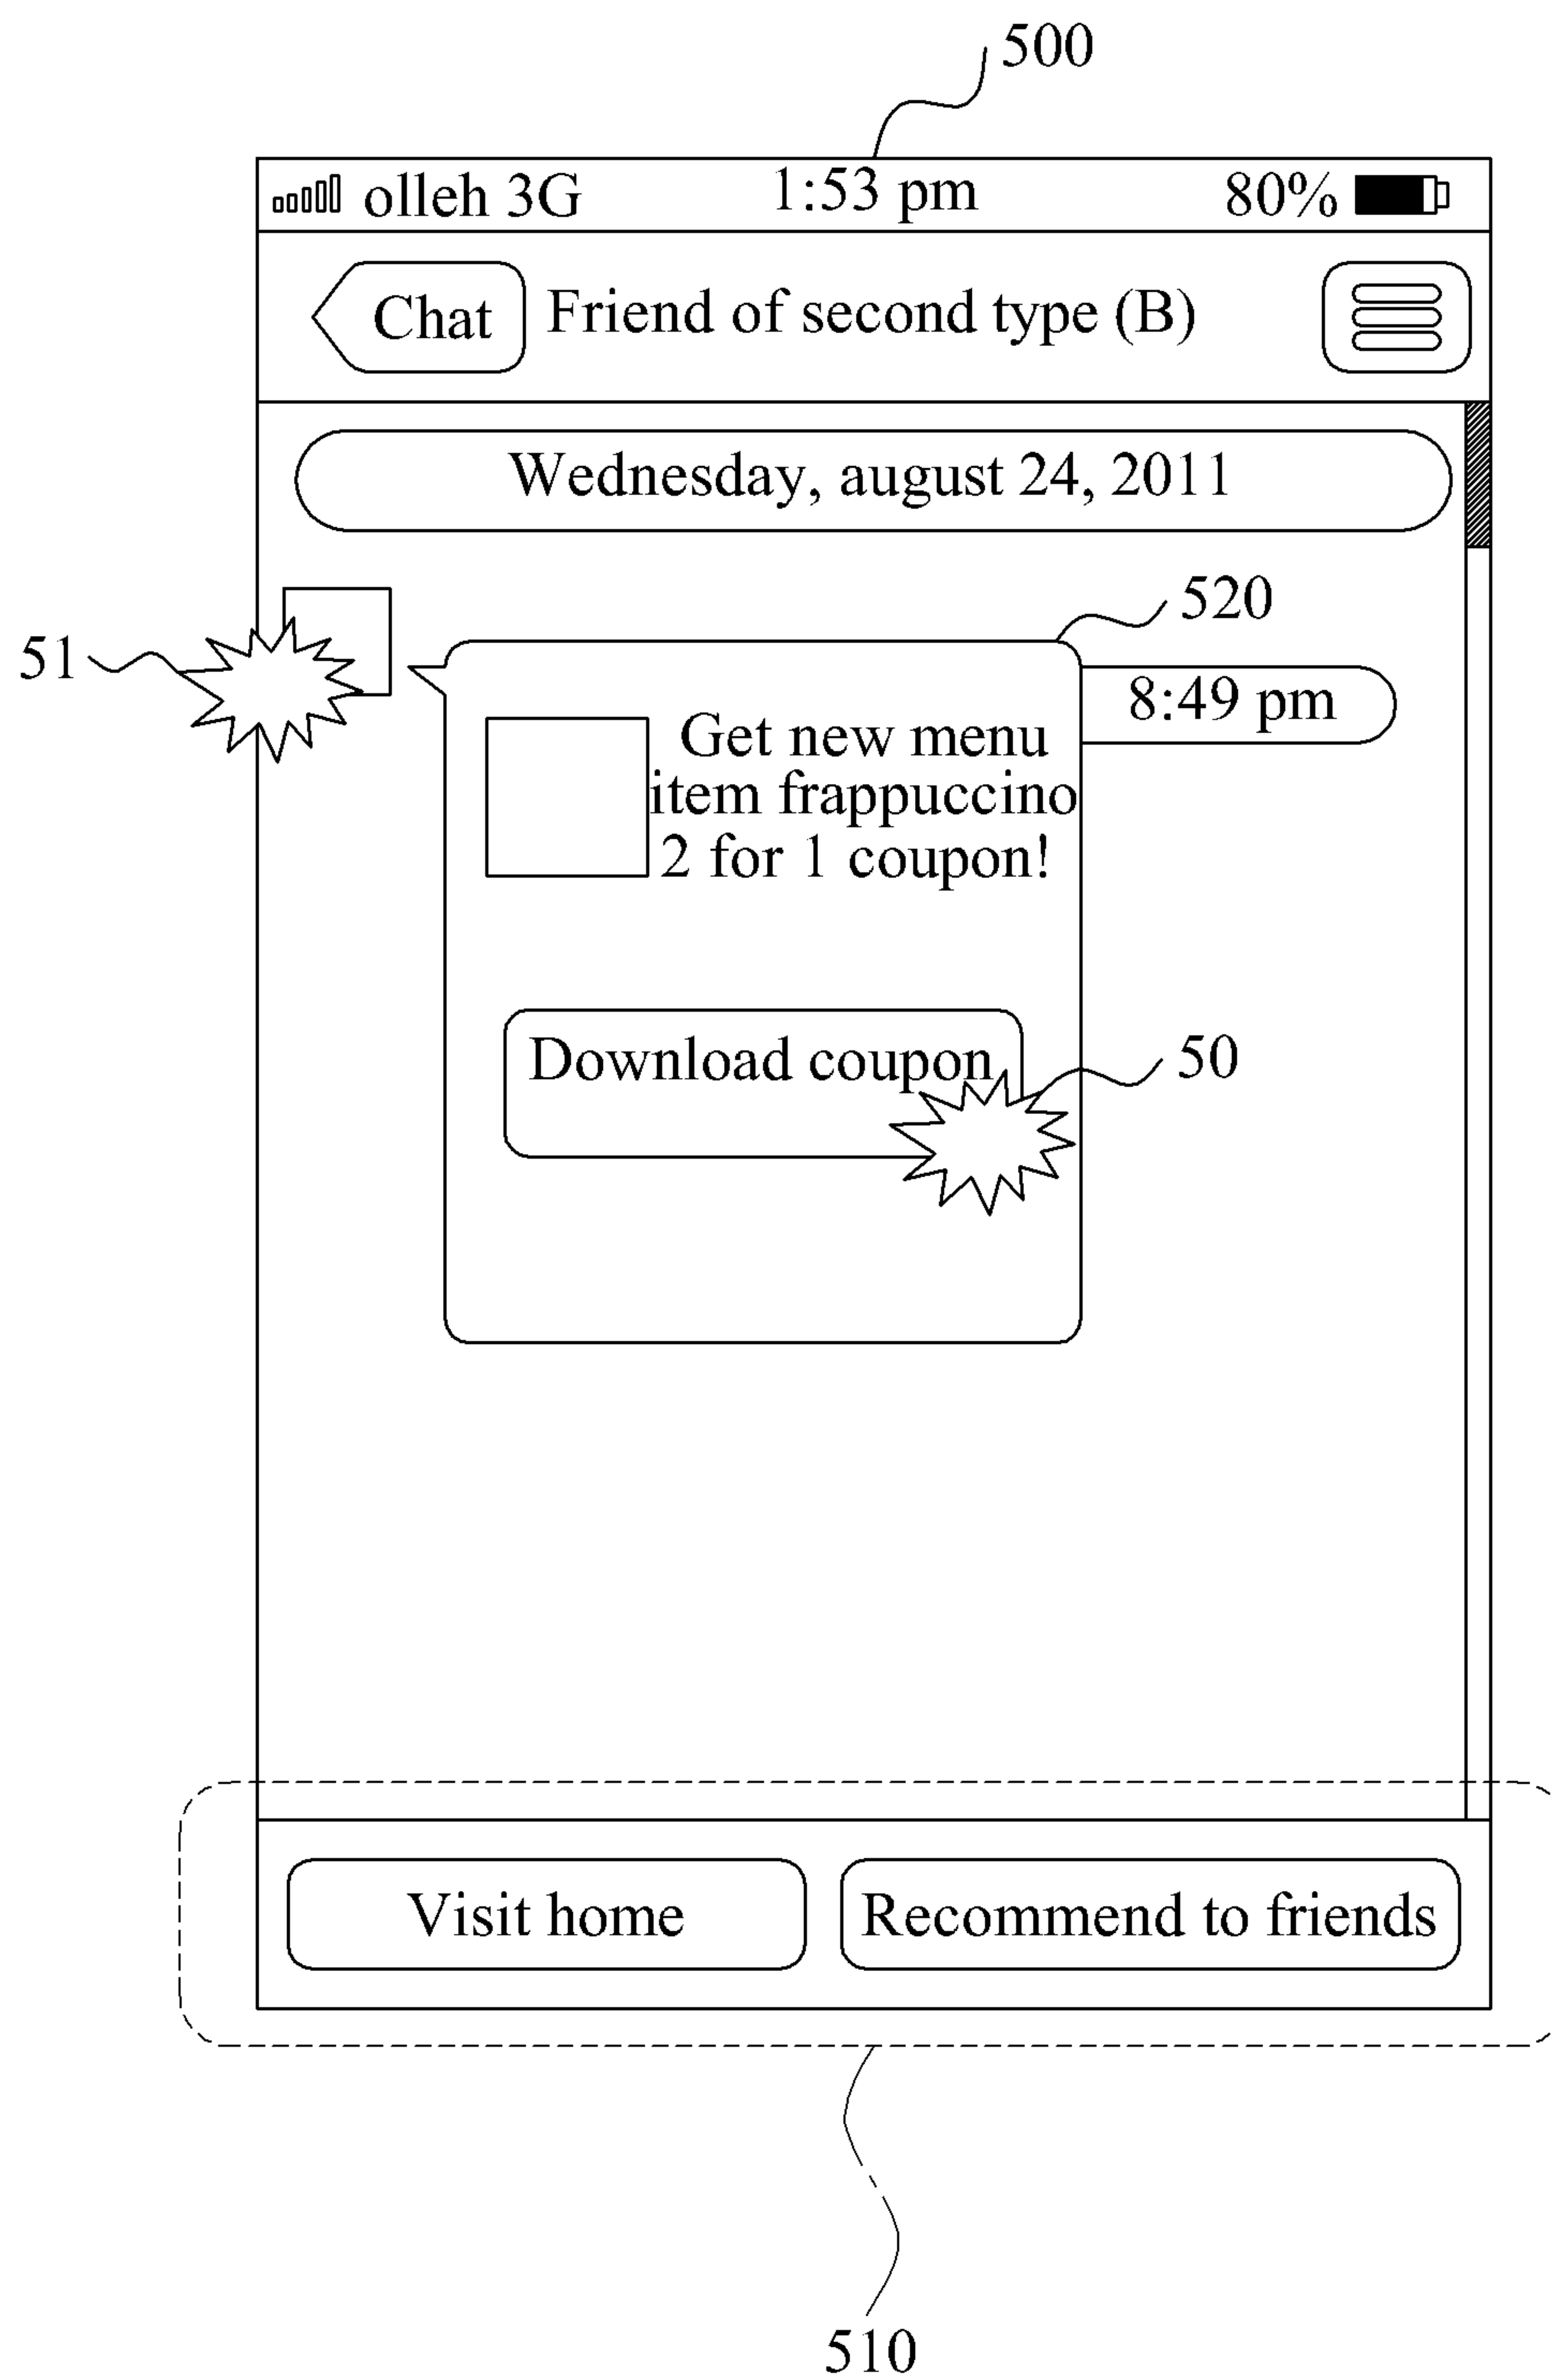 500
olleh 3G 1:53 pm 80%
Chat Friend of second type (B)
Wednesday, august 24, 2011
520
51
8:49 pm
Get new menu
item frappuccino
2 for 1 coupon!
Download coupon
50
Visit home Recommend to friends
510